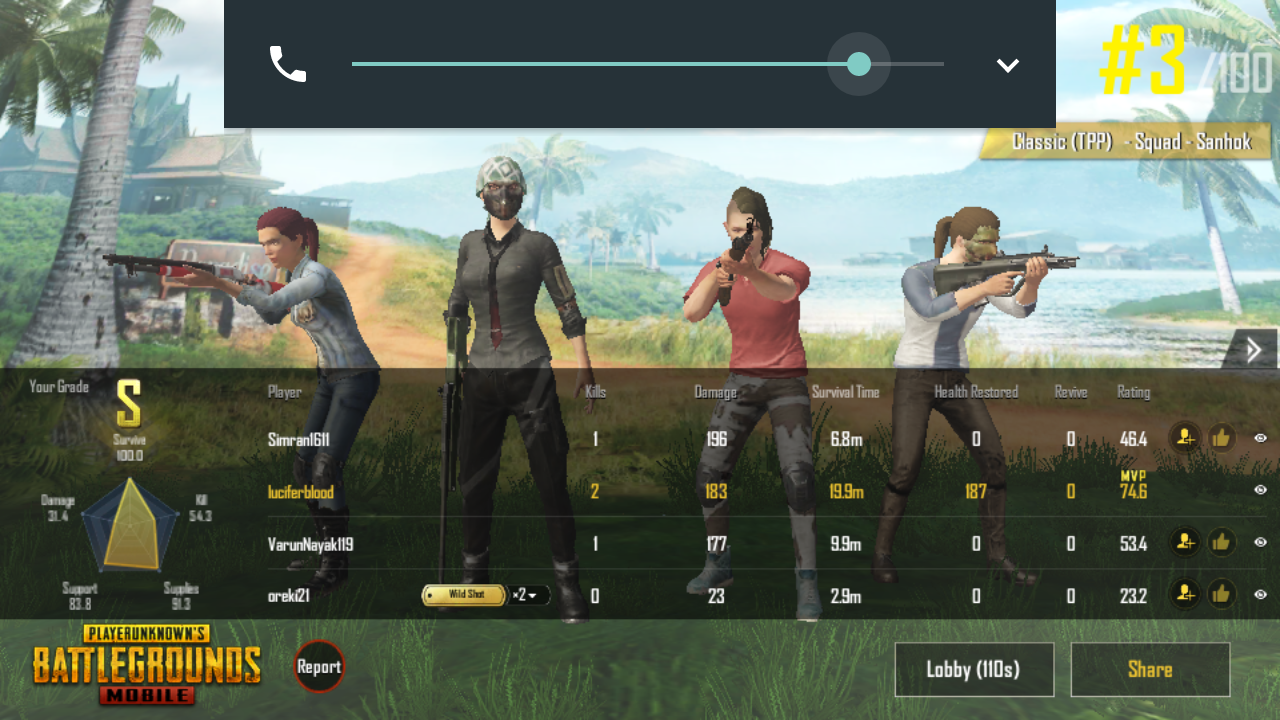 #3 /100
Classic (TPP) - Squad - Sanhok
Your Grade S
Survive
100.0
Damage
31.4
Kill
54.3
Support
83.8
Supplies
91.3
Player Kills Damage Survival Time Health Restored Revive Rating
Simran1611 1 196 6.8m 0 0 46.4
MVP
luciferblood 2 183 19.9m 187 0 74.6
VarunNayak119 1 177 9.9m 0 0 53.4
oreki21 Wild Shot ×2 0 23 2.9m 0 0 23.2
PLAYERUNKNOWN'S
BATTLEGROUNDS
MOBILE
Report
Lobby (110s)
Share